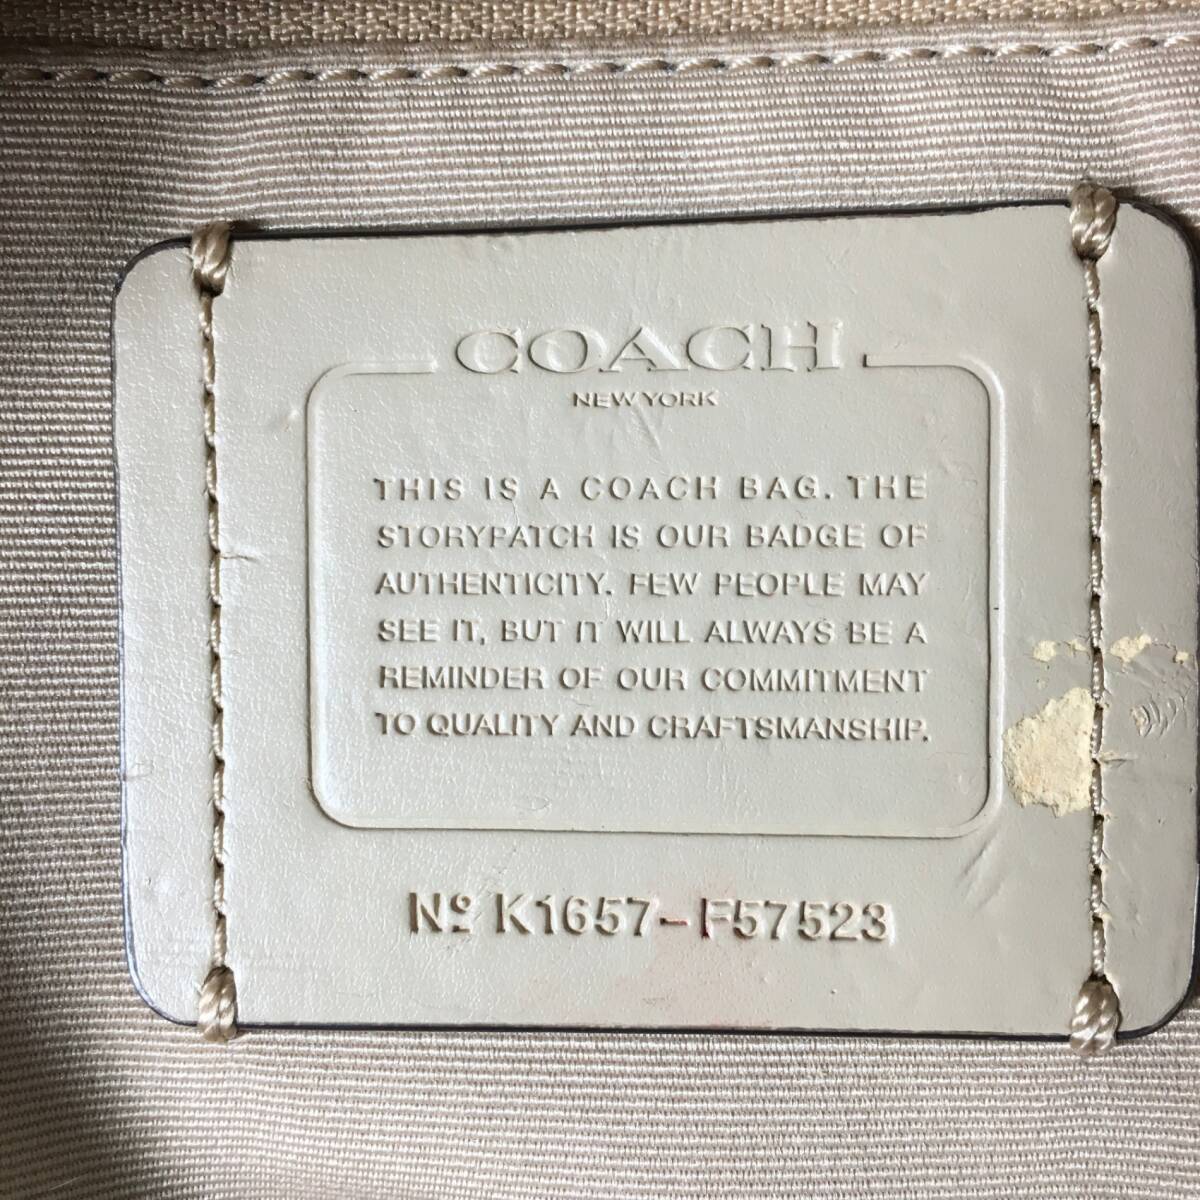 COACH
NEW YORK
THIS IS A COACH BAG. THE
STORYPATCH IS OUR BADGE OF
AUTHENTICITY. FEW PEOPLE MAY
SEE IT, BUT IT WILL ALWAYS BE A
REMINDER OF OUR COMMITMENT
TO QUALITY AND CRAFTSMANSHIP.
Nº K1657-F57523